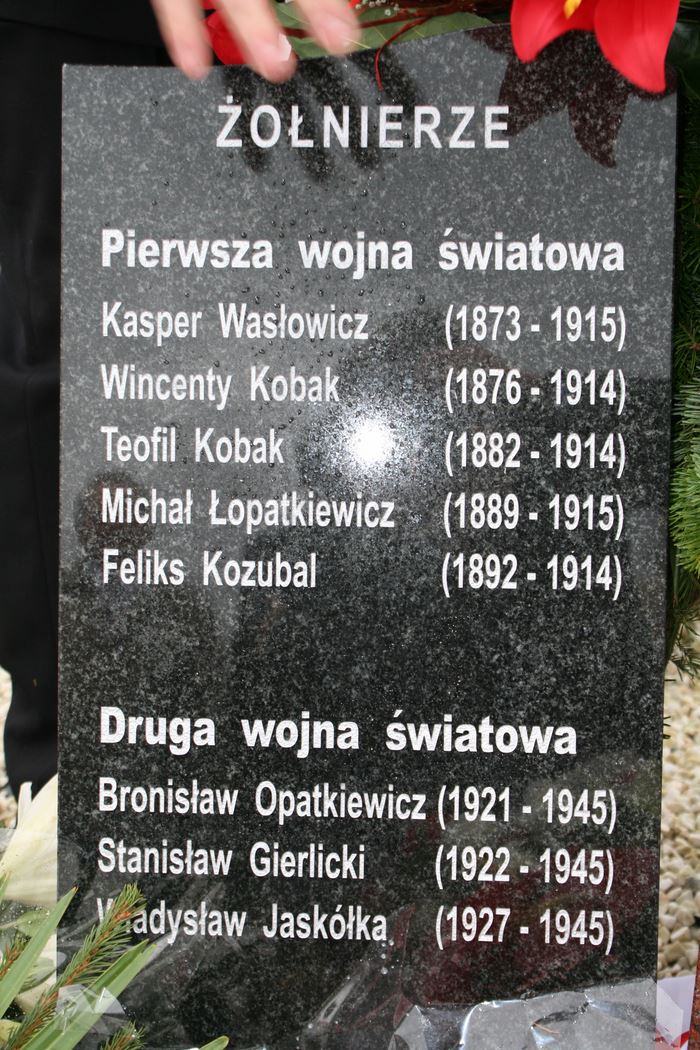 ŻOŁNIERZE
Pierwsza wojna światowa
Kasper Wasłowicz (1873 - 1915)
Wincenty Kobak (1876 - 1914)
Teofil Kobak (1882 - 1914)
Michał Łopatkiewicz (1889 - 1915)
Feliks Kozubal (1892 - 1914)
Druga wojna światowa
Bronisław Opatkiewicz (1921 - 1945)
Stanisław Gierlicki (1922 - 1945)
Władysław Jaskółka (1927 - 1945)